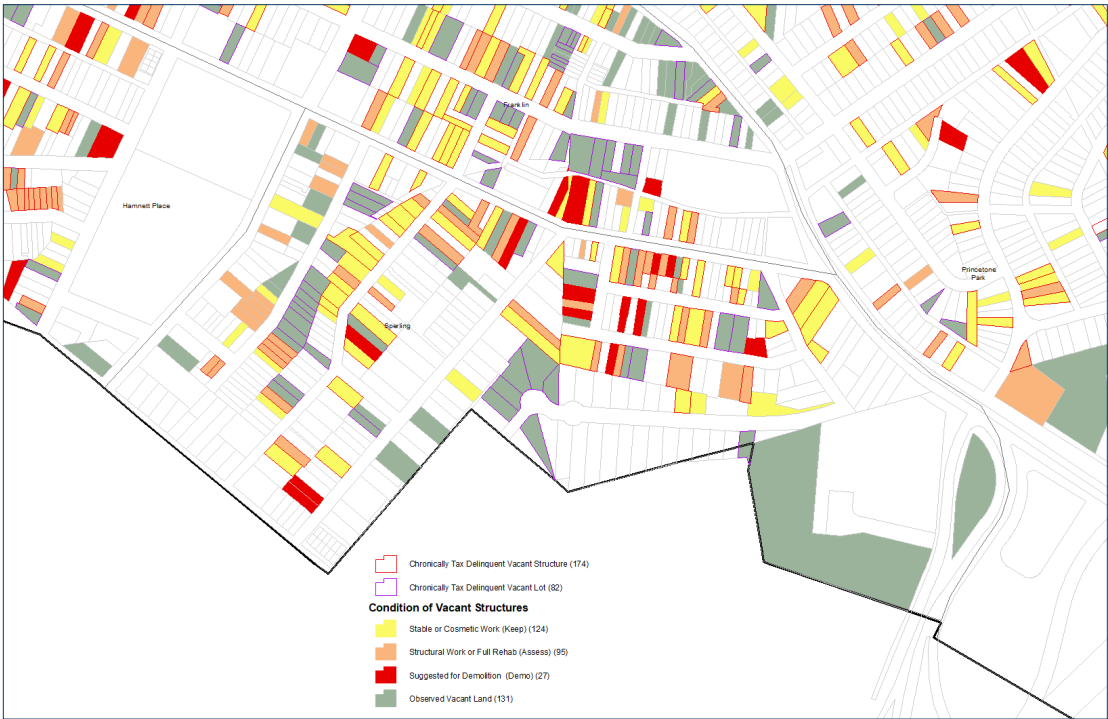 Franklin
Hamnett Place
Princetone
Park
Sperling
Chronically Tax Delinquent Vacant Structure (174)
Chronically Tax Delinquent Vacant Lot (82)
Condition of Vacant Structures
Stable or Cosmetic Work (Keep) (124)
Structural Work or Full Rehab (Assess) (95)
Suggested for Demolition (Demo) (27)
Observed Vacant Land (131)